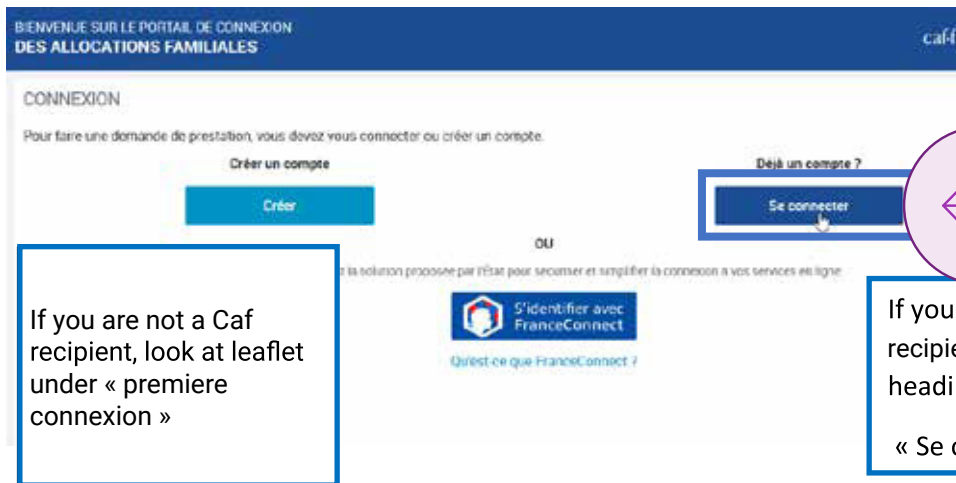 BIENVENUE SUR LE PORTAIL DE CONNEXION
DES ALLOCATIONS FAMILIALES
caf-f
CONNEXION
Pour faire une demande de prestation, vous devez vous connecter ou créer un compte.
Créer un compte
Déjà un compte ?
Créer
Se connecter
OU
t la solution proposée par l'État pour sécuriser et simplifier la connexion à vos services en ligne
S'identifier avec
FranceConnect
Qu'est-ce que FranceConnect ?
If you are not a Caf
recipient, look at leaflet
under « premiere
connexion »
If you
recipie
headi
« Se c